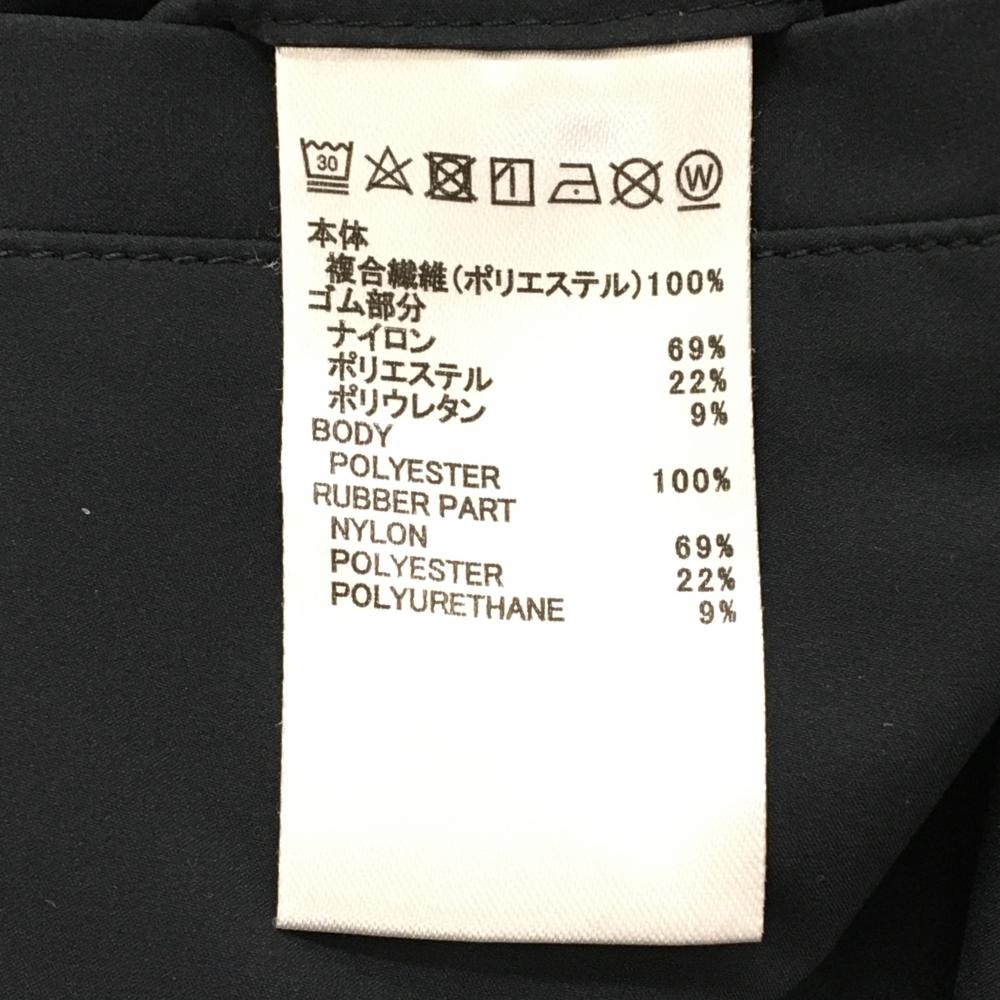 30 W
本体
複合繊維(ポリエステル)100%
ゴム部分
ナイロン 69%
ポリエステル 22%
ポリウレタン 9%
BODY
POLYESTER 100%
RUBBER PART
NYLON 69%
POLYESTER 22%
POLYURETHANE 9%